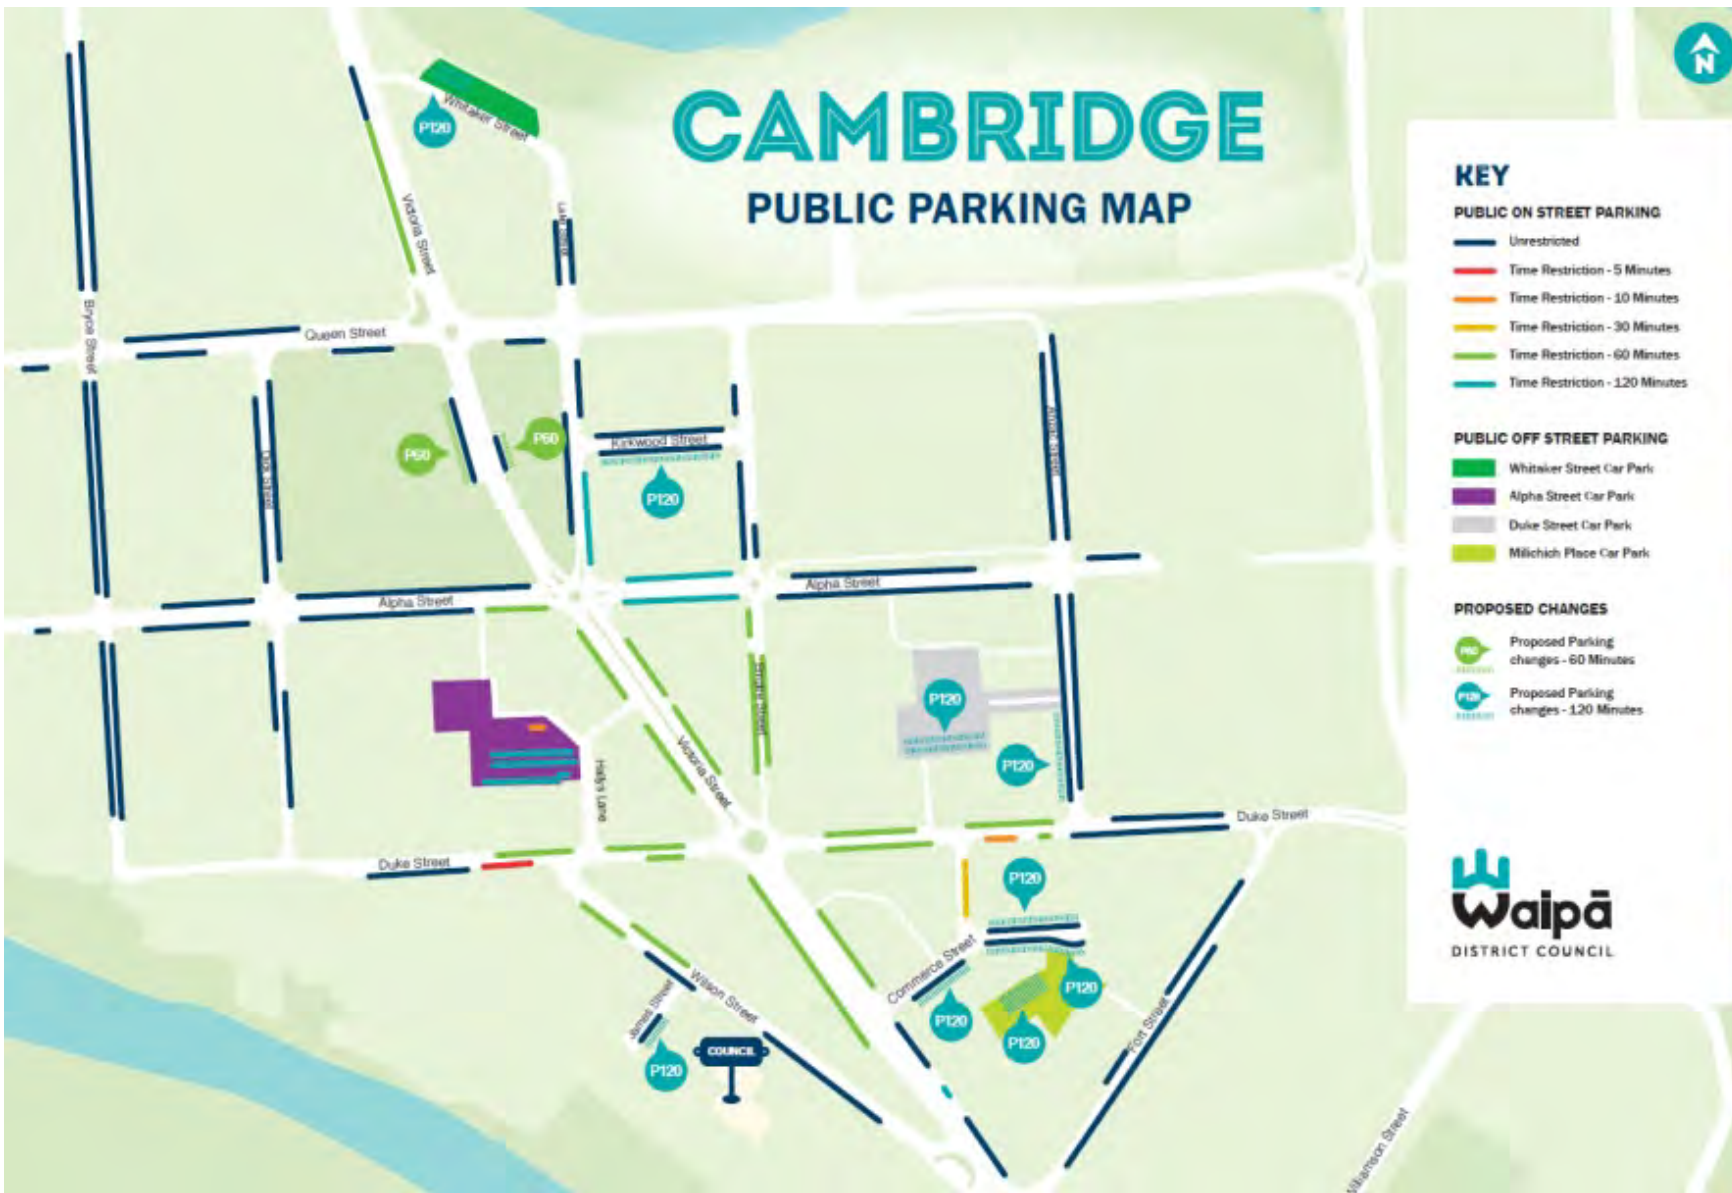 CAMBRIDGE
PUBLIC PARKING MAP
N
KEY
PUBLIC ON STREET PARKING
Unrestricted
Time Restriction - 5 Minutes
Time Restriction - 10 Minutes
Time Restriction - 30 Minutes
Time Restriction - 60 Minutes
Time Restriction - 120 Minutes
PUBLIC OFF STREET PARKING
Whitaker Street Car Park
Alpha Street Car Park
Duke Street Car Park
Milichich Place Car Park
PROPOSED CHANGES
P60
Proposed Parking
changes - 60 Minutes
P120
Proposed Parking
changes - 120 Minutes
Waipā
DISTRICT COUNCIL
Whitaker Street
P120
Victoria Street
Bryce Street
Queen Street
P60
P60
Kirkwood Street
P120
Dick Street
Alpha Street
Alpha Street
P120
P120
Victoria Street
Hallys Lane
Duke Street
Duke Street
P120
Commerce Street
P120
P120
P120
Wilson Street
James Street
P120
COUNCIL
Fort Street
Williamson Street